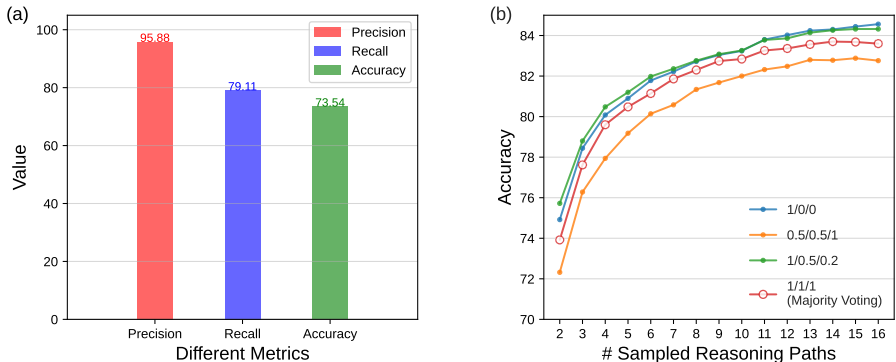 (a)
100
80
60
40
20
0
Value
95.88
79.11
73.54
Precision
Recall
Accuracy
Precision
Recall
Accuracy
Different Metrics
(b)
84
82
80
78
76
74
72
70
Accuracy
1/0/0
0.5/0.5/1
1/0.5/0.2
1/1/1
(Majority Voting)
2 3 4 5 6 7 8 9 10 11 12 13 14 15 16
# Sampled Reasoning Paths